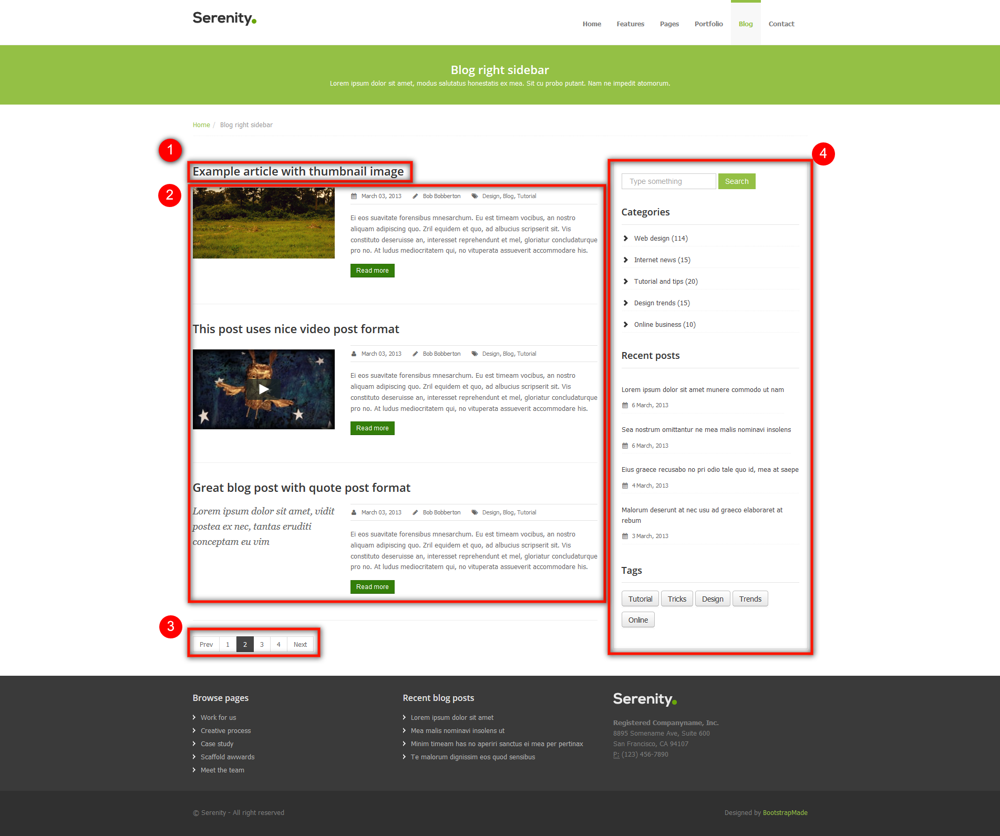 Serenity.
Home Features Pages Portfolio Blog Contact
Blog right sidebar
Lorem ipsum dolor sit amet, modus salutatus honestatis ex mea. Sit cu probo putant. Nam ne impedit atomorum.
Home / Blog right sidebar
1
Example article with thumbnail image
2
March 03, 2013 Bob Bobberton Design, Blog, Tutorial
Ei eos suavitate forensibus mnesarchum. Eu est timeam vocibus, an nostro
aliquam adipiscing quo. Zril equidem et quo, ad albucius scripserit sit. Vis
constituto deseruisse an, interesset reprehendunt et mel, gloriatur concludaturque
pro no. At ludus mediocritatem qui, no vituperata assueverit accommodare his.
Read more
This post uses nice video post format
March 03, 2013 Bob Bobberton Design, Blog, Tutorial
Ei eos suavitate forensibus mnesarchum. Eu est timeam vocibus, an nostro
aliquam adipiscing quo. Zril equidem et quo, ad albucius scripserit sit. Vis
constituto deseruisse an, interesset reprehendunt et mel, gloriatur concludaturque
pro no. At ludus mediocritatem qui, no vituperata assueverit accommodare his.
Read more
Great blog post with quote post format
Lorem ipsum dolor sit amet, vidit
postea ex nec, tantas eruditi
conceptam eu vim
March 03, 2013 Bob Bobberton Design, Blog, Tutorial
Ei eos suavitate forensibus mnesarchum. Eu est timeam vocibus, an nostro
aliquam adipiscing quo. Zril equidem et quo, ad albucius scripserit sit. Vis
constituto deseruisse an, interesset reprehendunt et mel, gloriatur concludaturque
pro no. At ludus mediocritatem qui, no vituperata assueverit accommodare his.
Read more
3
Prev 1 2 3 4 Next
4
Type something Search
Categories
Web design (114)
Internet news (15)
Tutorial and tips (20)
Design trends (15)
Online business (10)
Recent posts
Lorem ipsum dolor sit amet munere commodo ut nam
6 March, 2013
Sea nostrum omittantur ne mea malis nominavi insolens
6 March, 2013
Eius graece recusabo no pri odio tale quo id, mea at saepe
4 March, 2013
Malorum deserunt at nec usu ad graeco elaboraret at
rebum
3 March, 2013
Tags
Tutorial Tricks Design Trends
Online
Browse pages
Work for us
Creative process
Case study
Scaffold awwards
Meet the team
Recent blog posts
Lorem ipsum dolor sit amet
Mea malis nominavi insolens ut
Minim timeam has no aperiri sanctus ei mea per pertinax
Te malorum dignissim eos quod sensibus
Serenity.
Registered Companyname, Inc.
8895 Somename Ave, Suite 600
San Francisco, CA 94107
P: (123) 456-7890
© Serenity - All right reserved
Designed by BootstrapMade